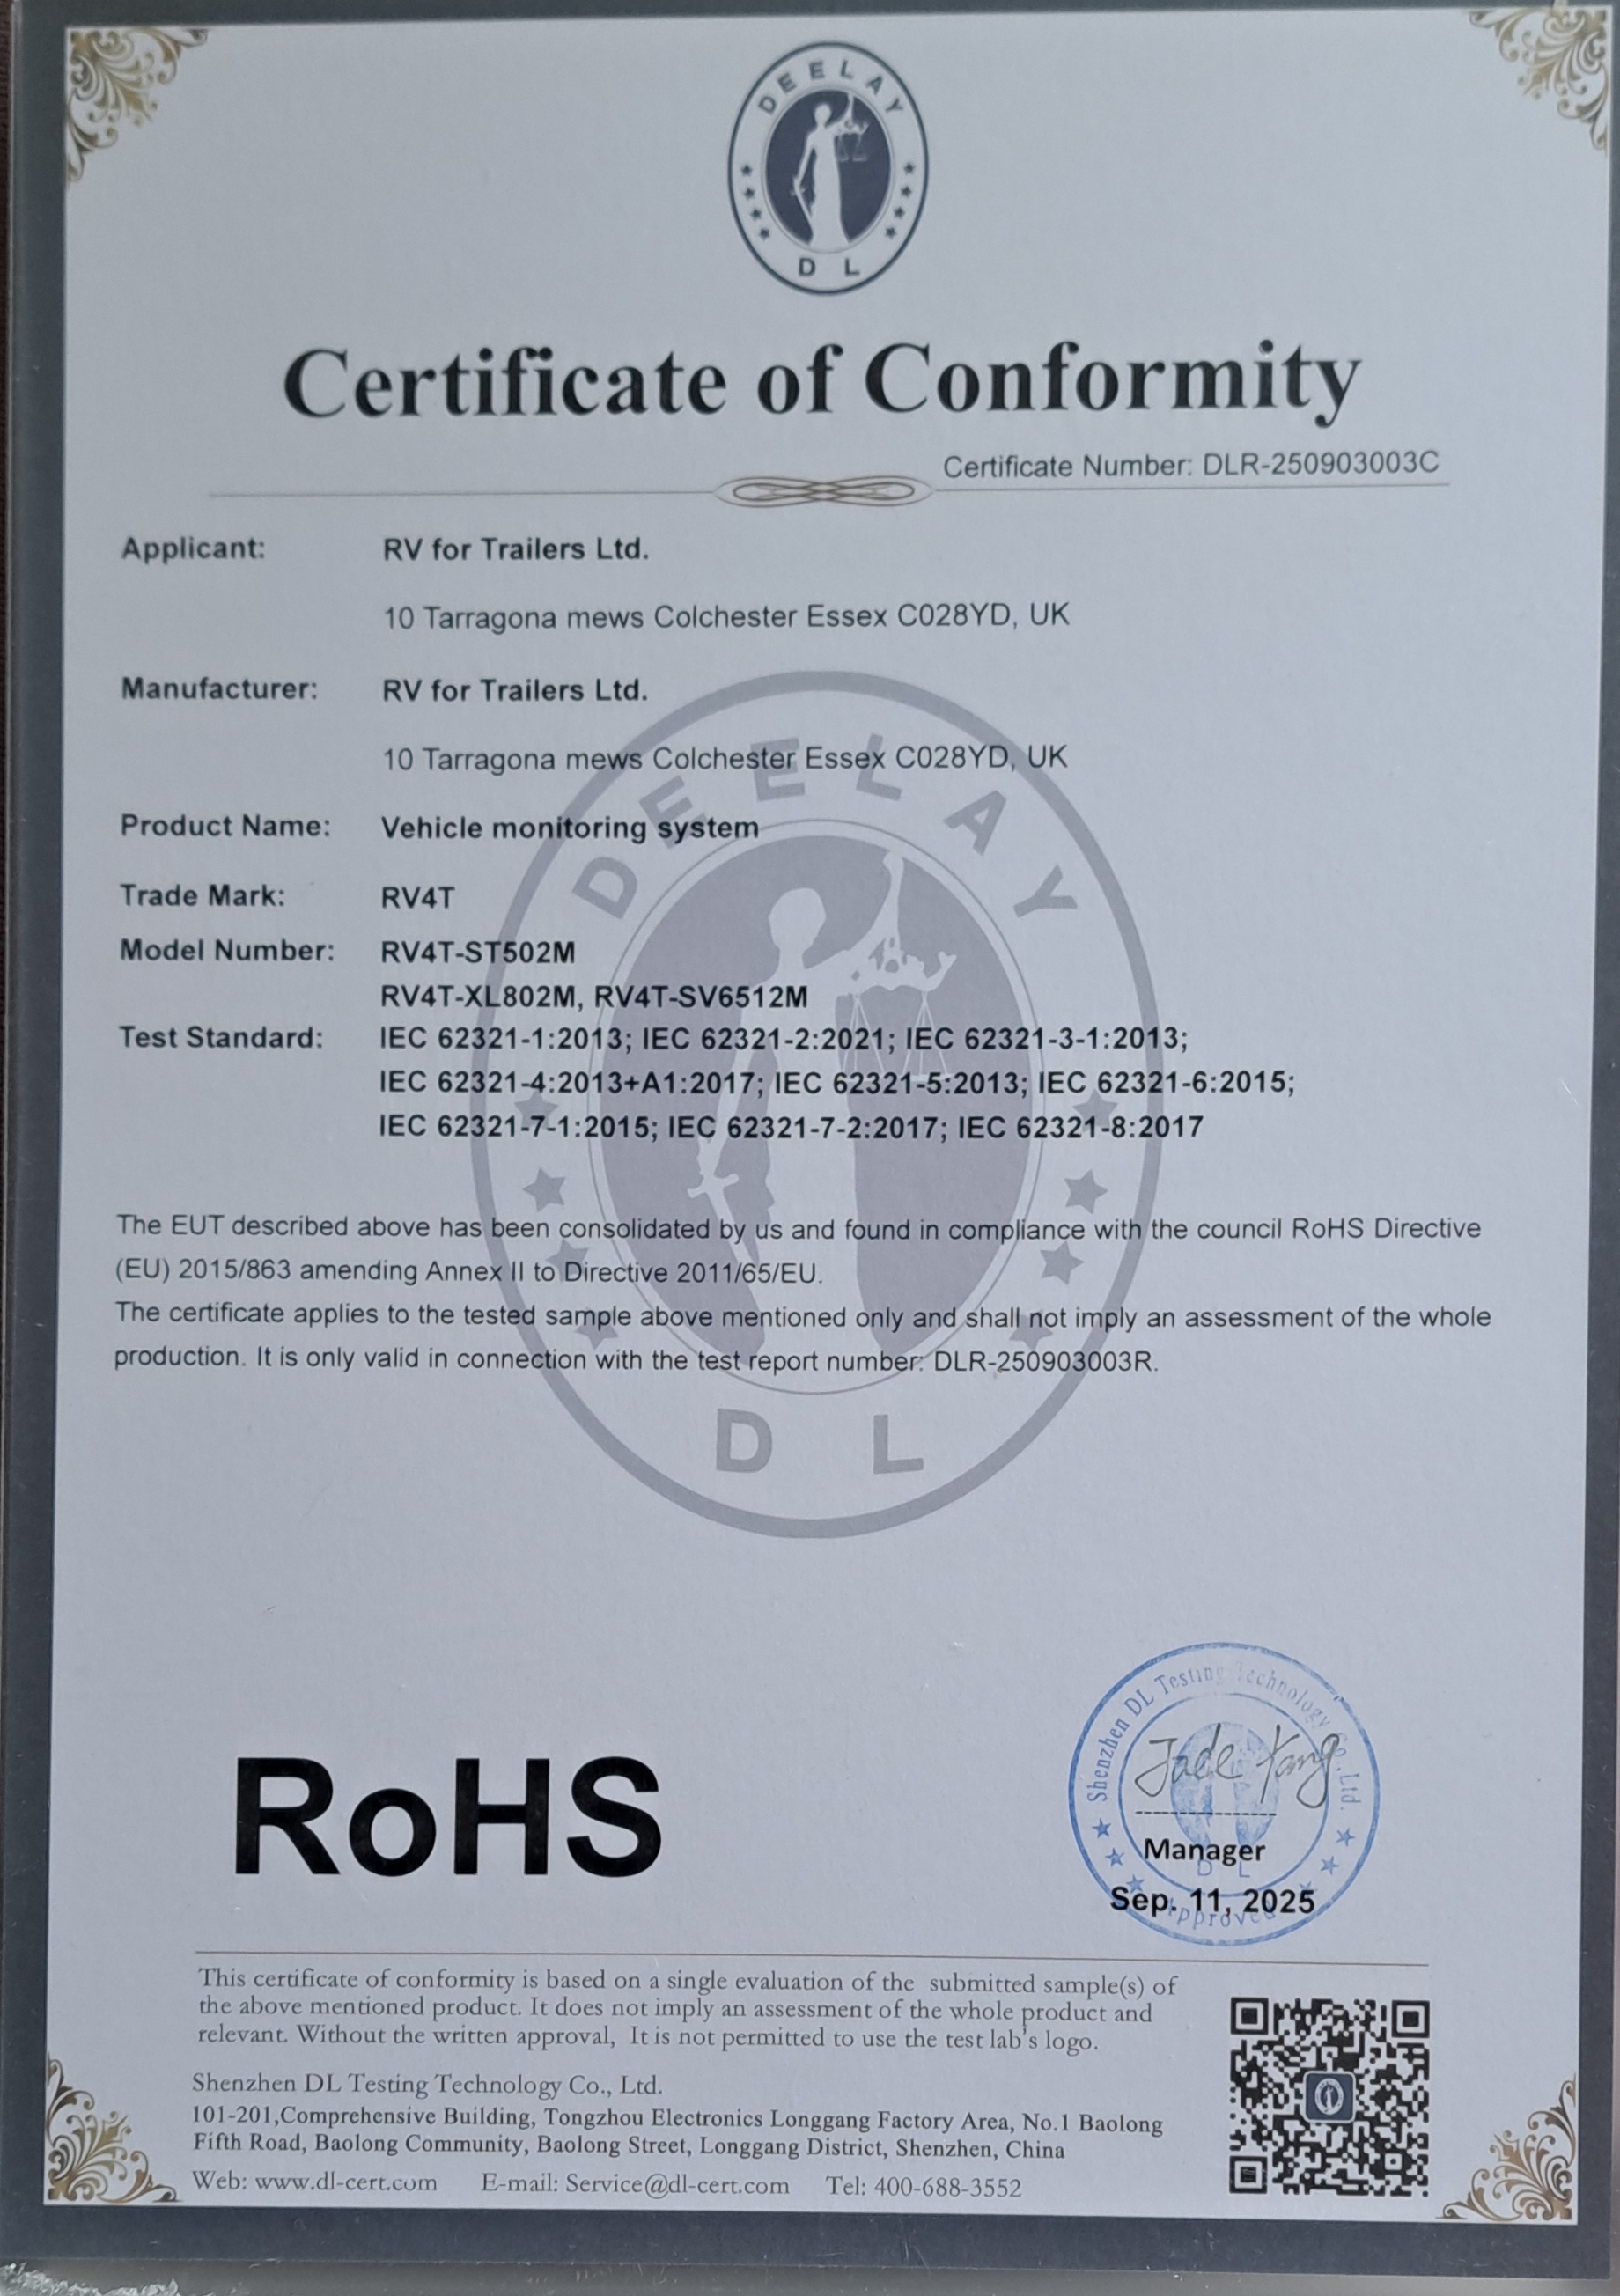 DEELAY
D L
Certificate of Conformity
Certificate Number: DLR-250903003C
Applicant: RV for Trailers Ltd.
10 Tarragona mews Colchester Essex C028YD, UK
Manufacturer: RV for Trailers Ltd.
10 Tarragona mews Colchester Essex C028YD, UK
Product Name: Vehicle monitoring system
Trade Mark: RV4T
Model Number: RV4T-ST502M
RV4T-XL802M, RV4T-SV6512M
Test Standard: IEC 62321-1:2013; IEC 62321-2:2021; IEC 62321-3-1:2013;
IEC 62321-4:2013+A1:2017; IEC 62321-5:2013; IEC 62321-6:2015;
IEC 62321-7-1:2015; IEC 62321-7-2:2017; IEC 62321-8:2017
The EUT described above has been consolidated by us and found in compliance with the council RoHS Directive
(EU) 2015/863 amending Annex II to Directive 2011/65/EU.
The certificate applies to the tested sample above mentioned only and shall not imply an assessment of the whole
production. It is only valid in connection with the test report number: DLR-250903003R.
DEELAY
D L
RoHS
Shenzhen DL Testing Technology Co., Ltd.
Jade Yang
Manager
D L
Sep. 11, 2025
Approved
This certificate of conformity is based on a single evaluation of the submitted sample(s) of
the above mentioned product. It does not imply an assessment of the whole product and
relevant. Without the written approval, It is not permitted to use the test lab's logo.
Shenzhen DL Testing Technology Co., Ltd.
101-201,Comprehensive Building, Tongzhou Electronics Longgang Factory Area, No.1 Baolong
Fifth Road, Baolong Community, Baolong Street, Longgang District, Shenzhen, China
Web: www.dl-cert.com E-mail: Service@dl-cert.com Tel: 400-688-3552